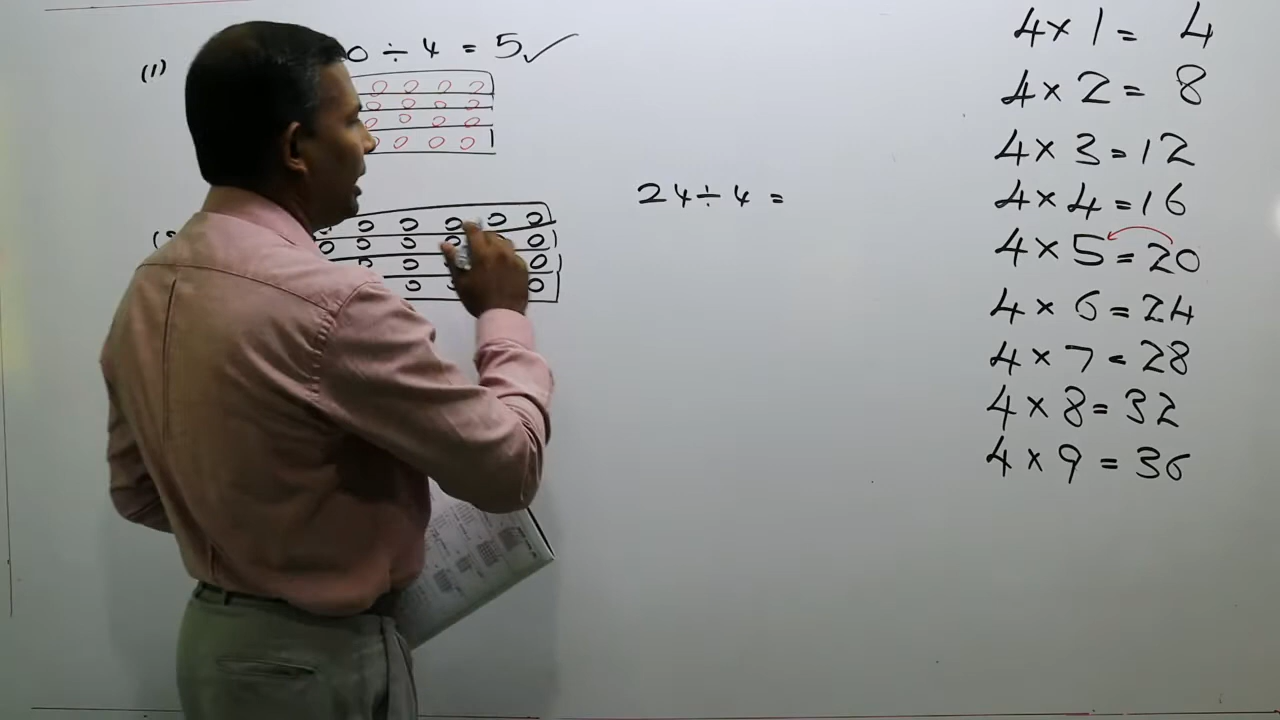 (1)
0 ÷ 4 = 5 ✓
24 ÷ 4 =
4 × 1 = 4
4 × 2 = 8
4 × 3 = 12
4 × 4 = 16
4 × 5 = 20
4 × 6 = 24
4 × 7 = 28
4 × 8 = 32
4 × 9 = 36